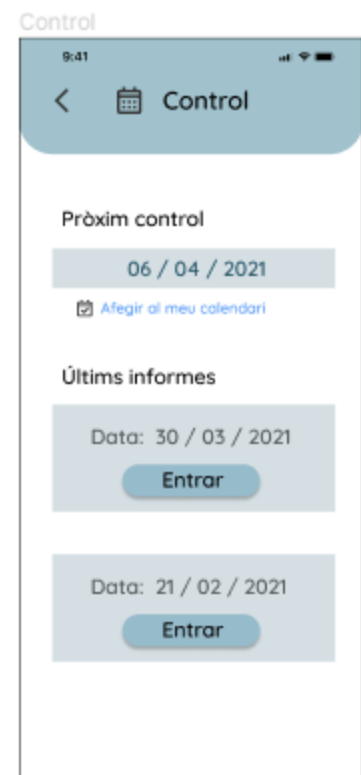 Control
9:41
Control
Pròxim control
06 / 04 / 2021
Afegir al meu calendari
Últims informes
Data: 30 / 03 / 2021
Entrar
Data: 21 / 02 / 2021
Entrar